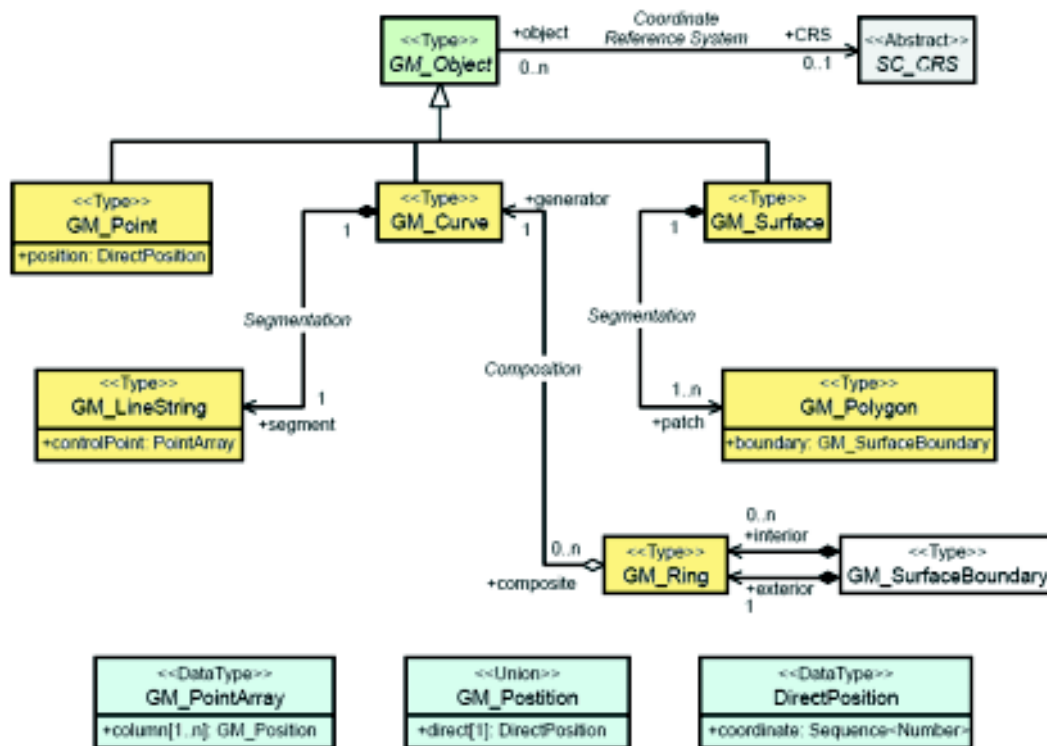 <<Type>>
GM_Object
+object
0..n
Coordinate
Reference System
+CRS
0..1
<<Abstract>>
SC_CRS
<<Type>>
GM_Point
+position: DirectPosition
<<Type>>
GM_Curve
1
+generator
1
<<Type>>
GM_Surface
1
Segmentation
Composition
Segmentation
<<Type>>
GM_LineString
+controlPoint: PointArray
1
+segment
1..n
+patch
<<Type>>
GM_Polygon
+boundary: GM_SurfaceBoundary
0..n
+composite
<<Type>>
GM_Ring
0..n
+interior
+exterior
1
<<Type>>
GM_SurfaceBoundary
<<DataType>>
GM_PointArray
+column[1..n]: GM_Position
<<Union>>
GM_Postition
+direct[1]: DirectPosition
<<DataType>>
DirectPosition
+coordinate: Sequence<Number>